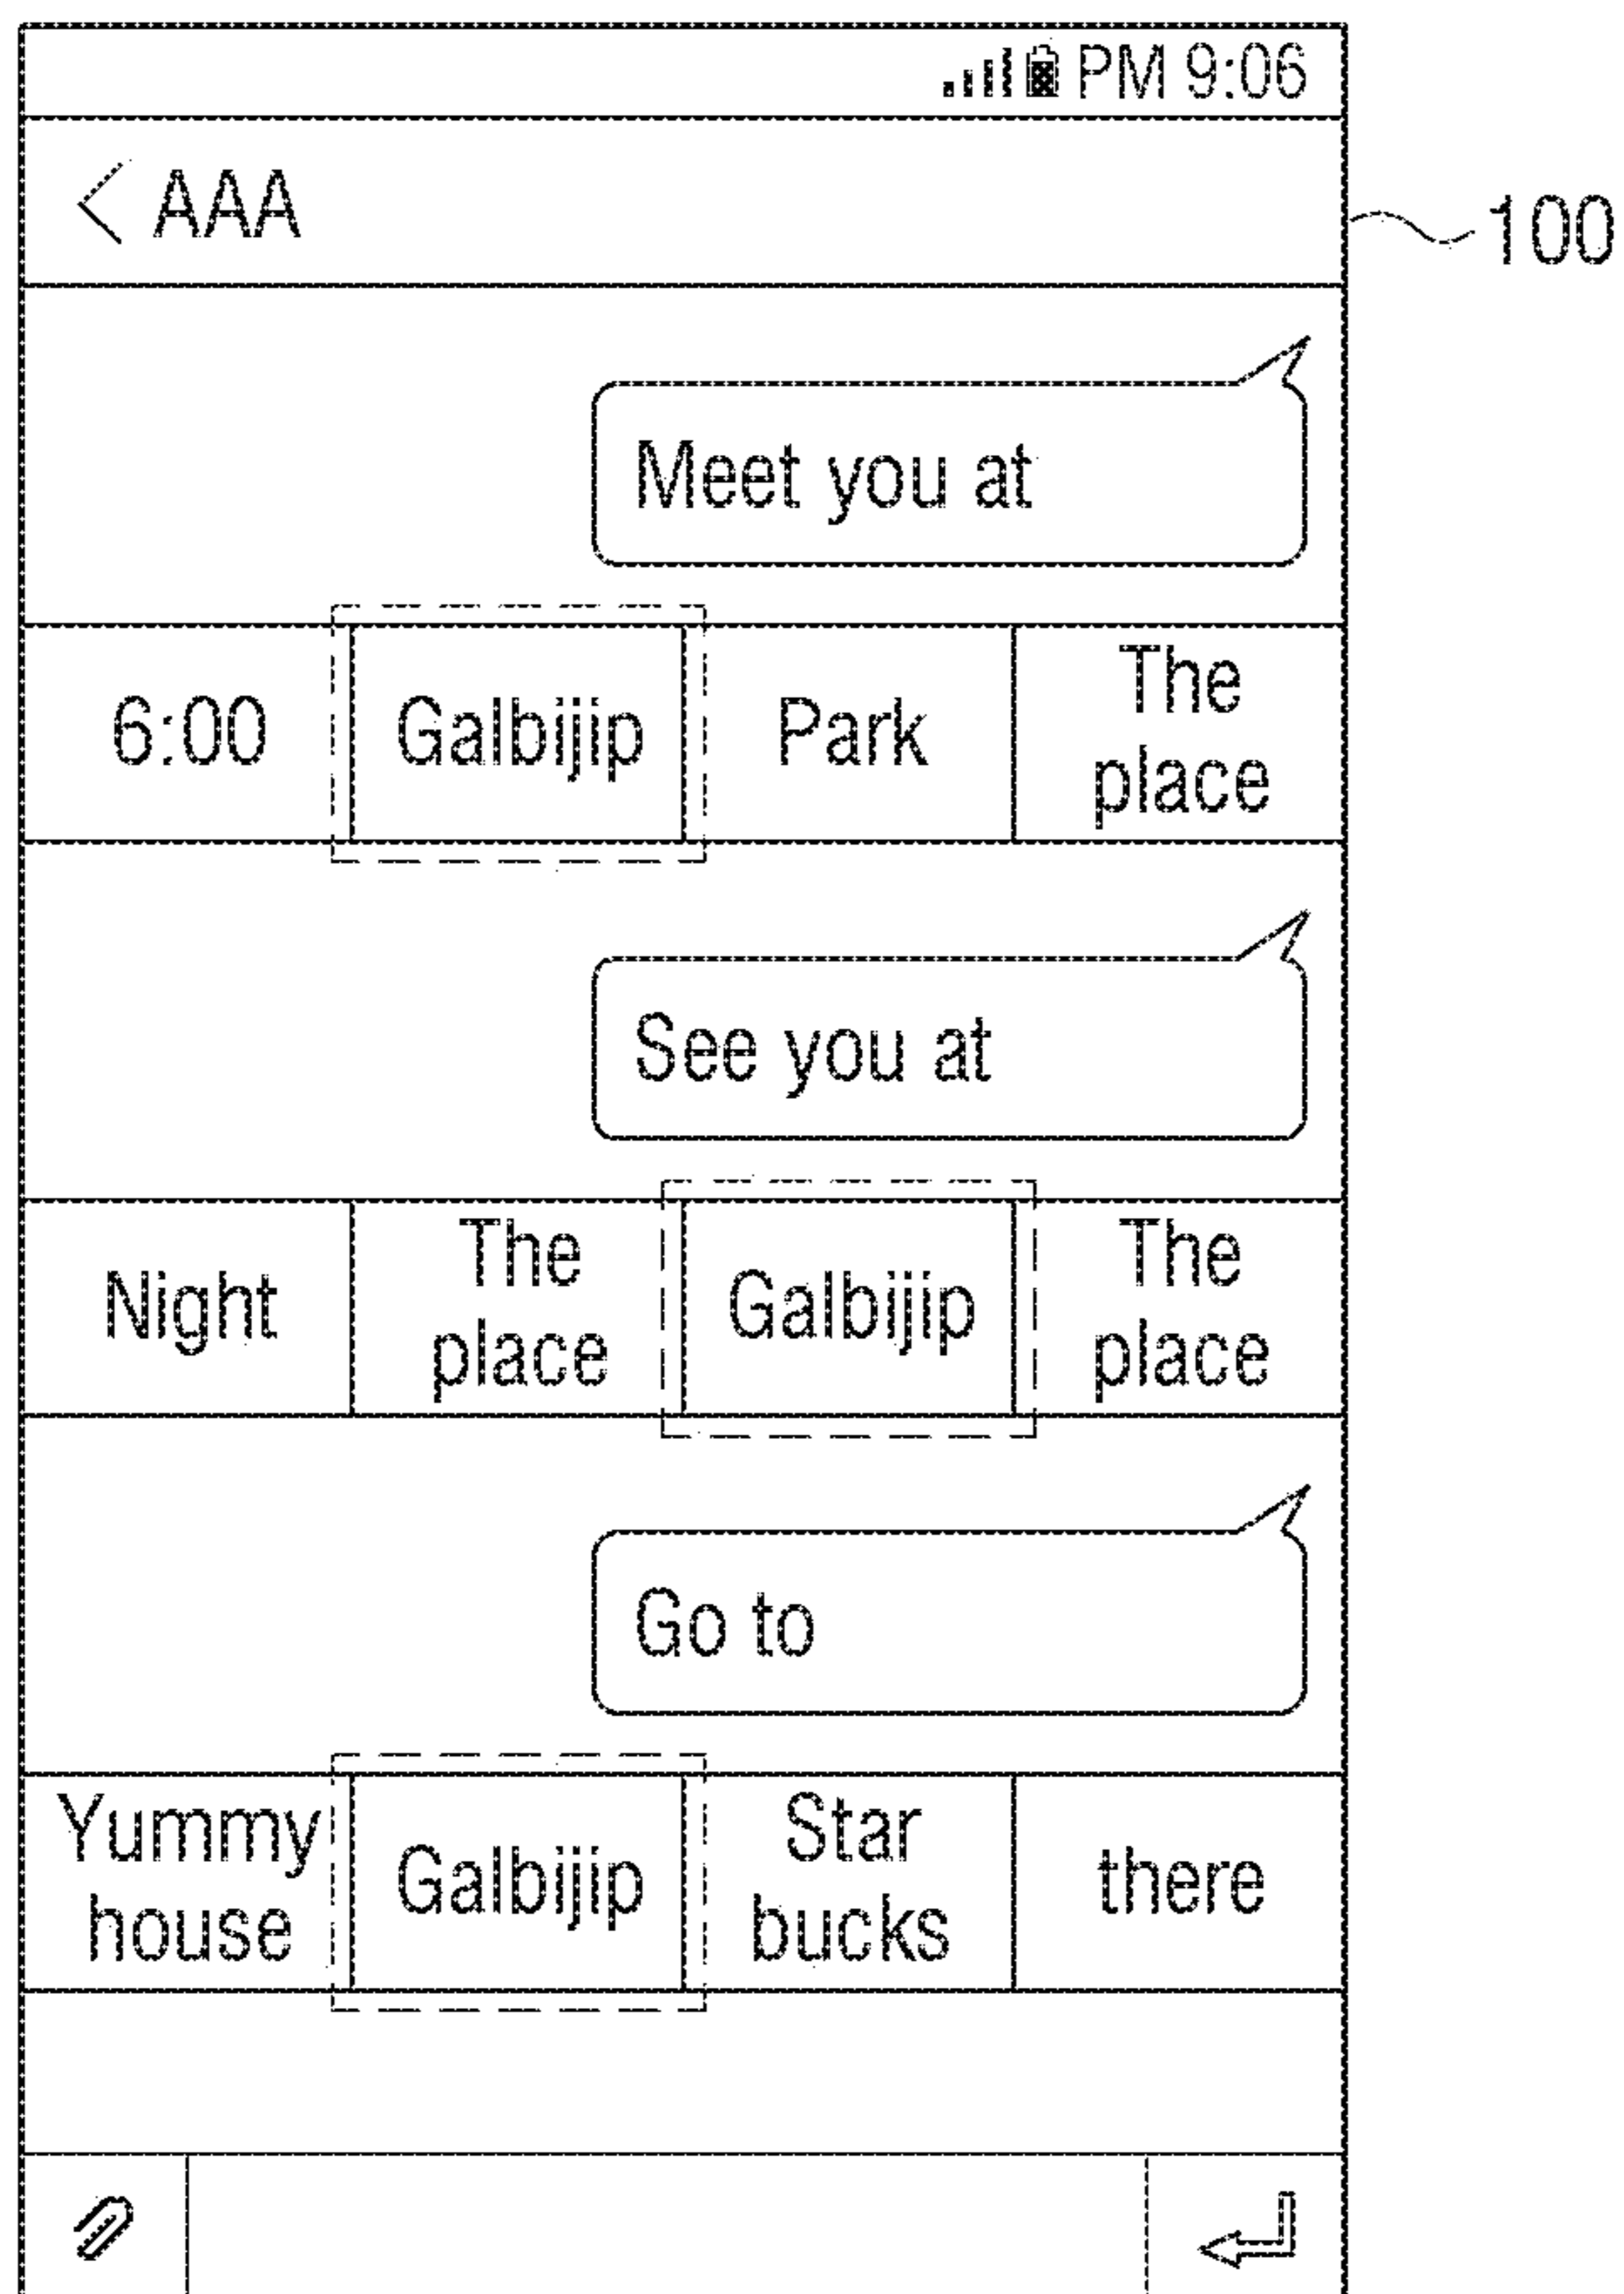 PM 9:06
< AAA
100
Meet you at
6:00 Galbijip Park The place
See you at
Night The place Galbijip The place
Go to
Yummy house Galbijip Star bucks there